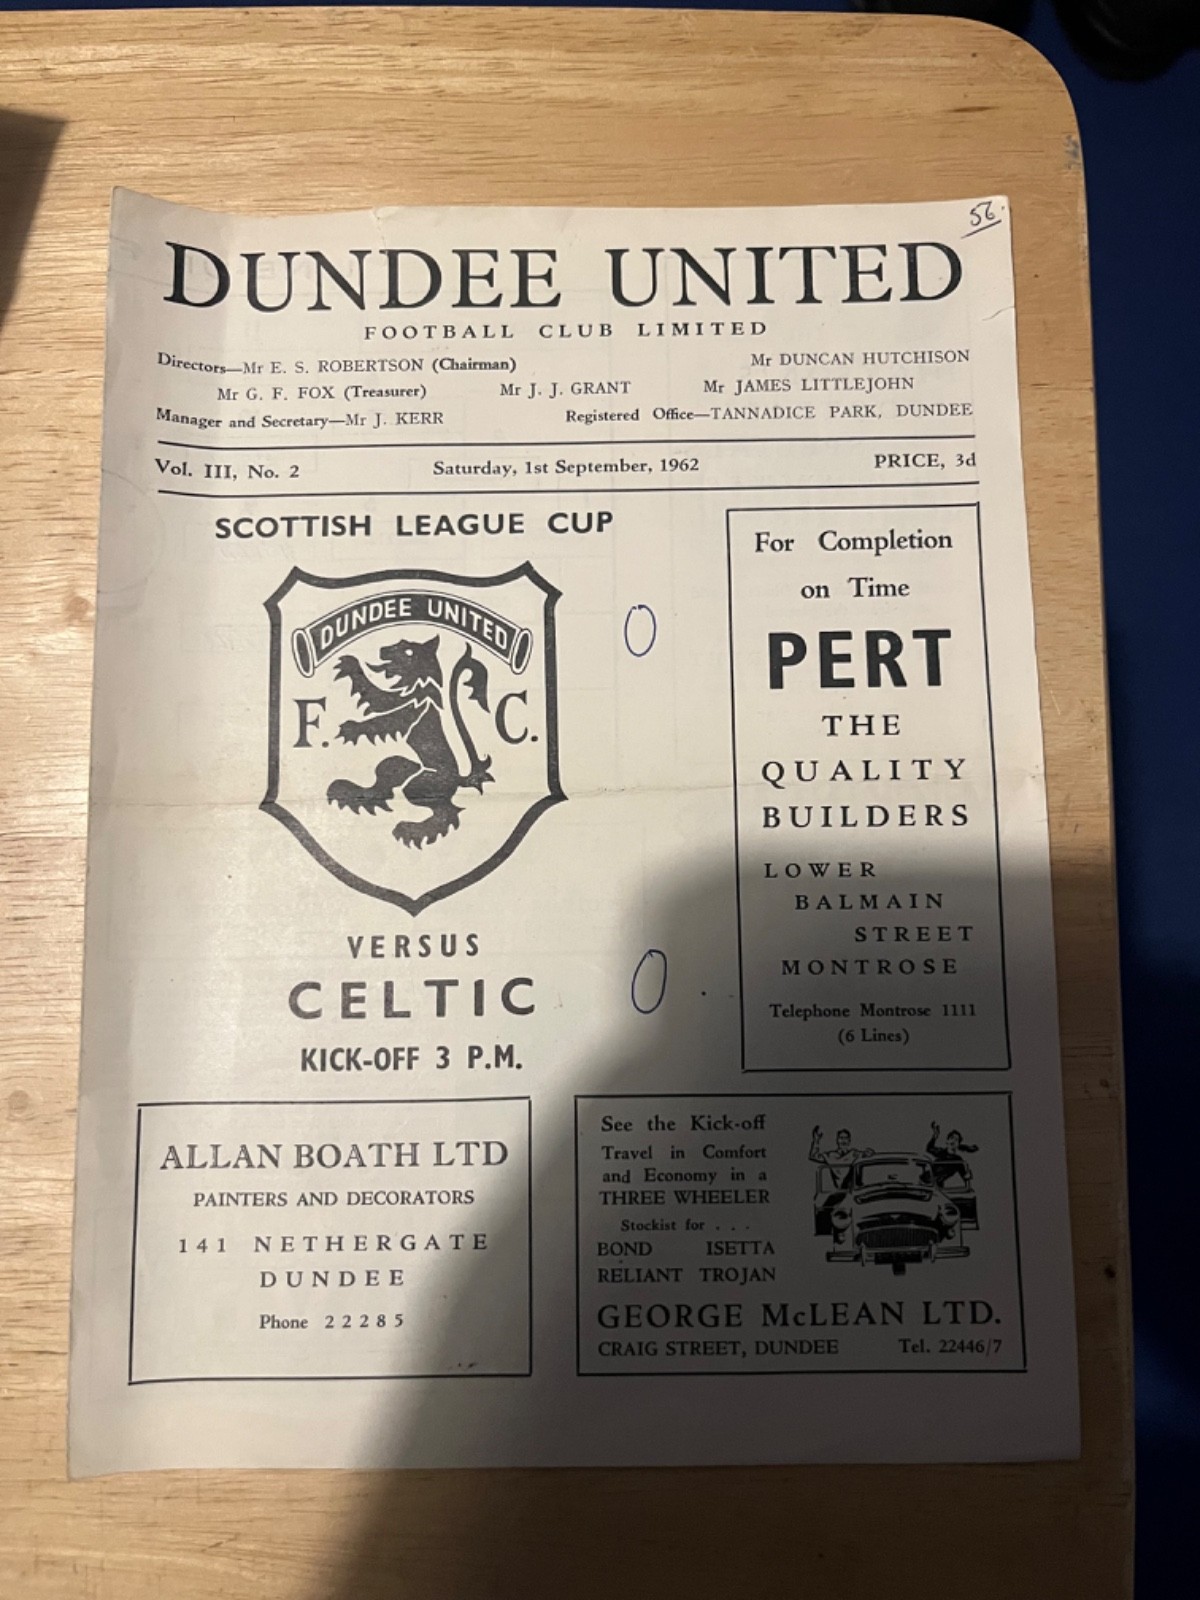 56.
DUNDEE UNITED
FOOTBALL CLUB LIMITED
Directors—Mr E. S. ROBERTSON (Chairman) Mr DUNCAN HUTCHISON
Mr G. F. FOX (Treasurer) Mr J. J. GRANT Mr JAMES LITTLEJOHN
Manager and Secretary—Mr J. KERR Registered Office—TANNADICE PARK, DUNDEE
Vol. III, No. 2 Saturday, 1st September, 1962 PRICE, 3d
SCOTTISH LEAGUE CUP
DUNDEE UNITED
F. C.
0
VERSUS
CELTIC
0
KICK-OFF 3 P.M.
For Completion
on Time
PERT
THE
QUALITY
BUILDERS
LOWER
BALMAIN
STREET
MONTROSE
Telephone Montrose 1111
(6 Lines)
ALLAN BOATH LTD
PAINTERS AND DECORATORS
141 NETHERGATE
DUNDEE
Phone 22285
See the Kick-off
Travel in Comfort
and Economy in a
THREE WHEELER
Stockist for . . .
BOND ISETTA
RELIANT TROJAN
GEORGE McLEAN LTD.
CRAIG STREET, DUNDEE Tel. 22446/7